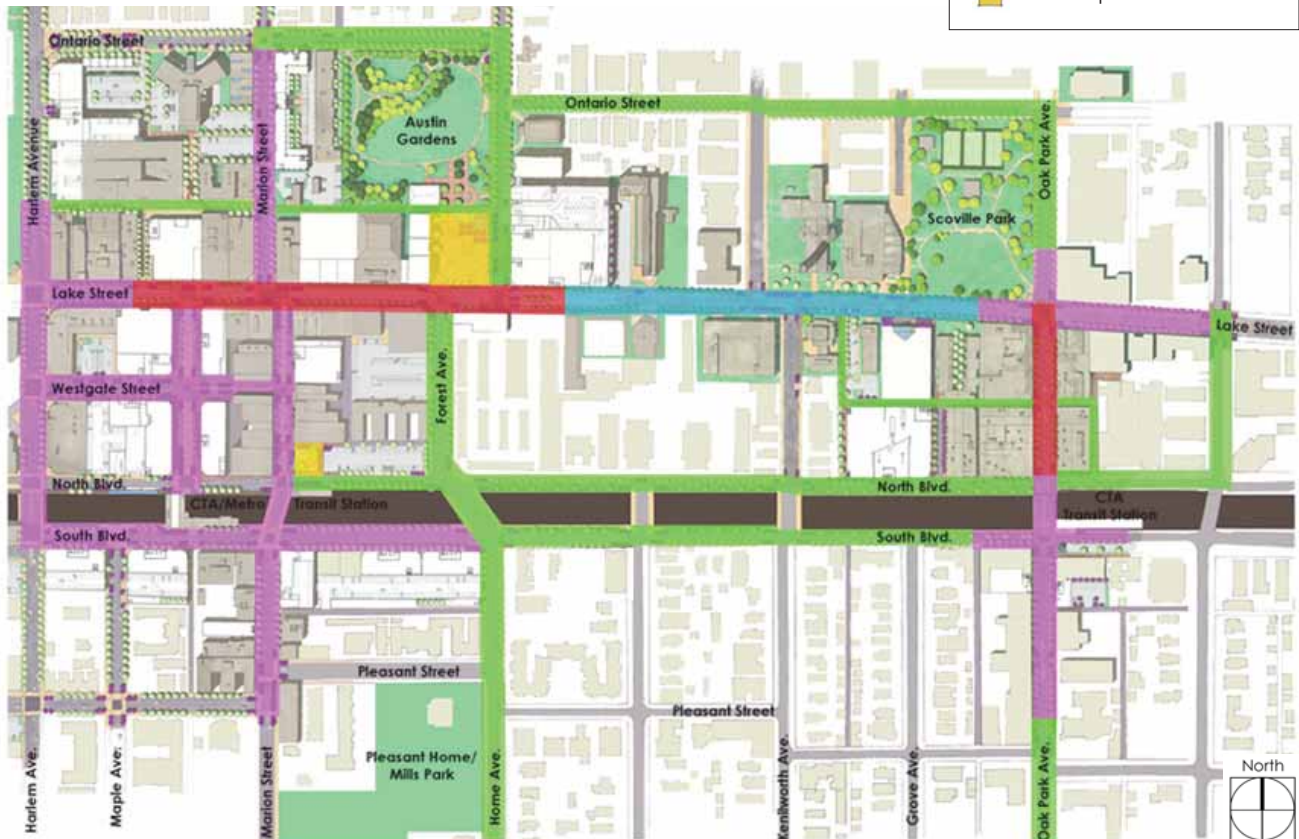 Ontario Street
Ontario Street
Austin
Gardens
Harlem Avenue
Marion Street
Oak Park Ave.
Scoville Park
Lake Street
Lake Street
Westgate Street
Forest Ave.
North Blvd.
CTA/Metro Transit Station
North Blvd.
CTA
Transit Station
South Blvd.
South Blvd.
Pleasant Street
Pleasant Street
Pleasant Home/
Mills Park
Harlem Ave.
Maple Ave.
Marion Street
Home Ave.
Kenilworth Ave.
Grove Ave.
Oak Park Ave.
North